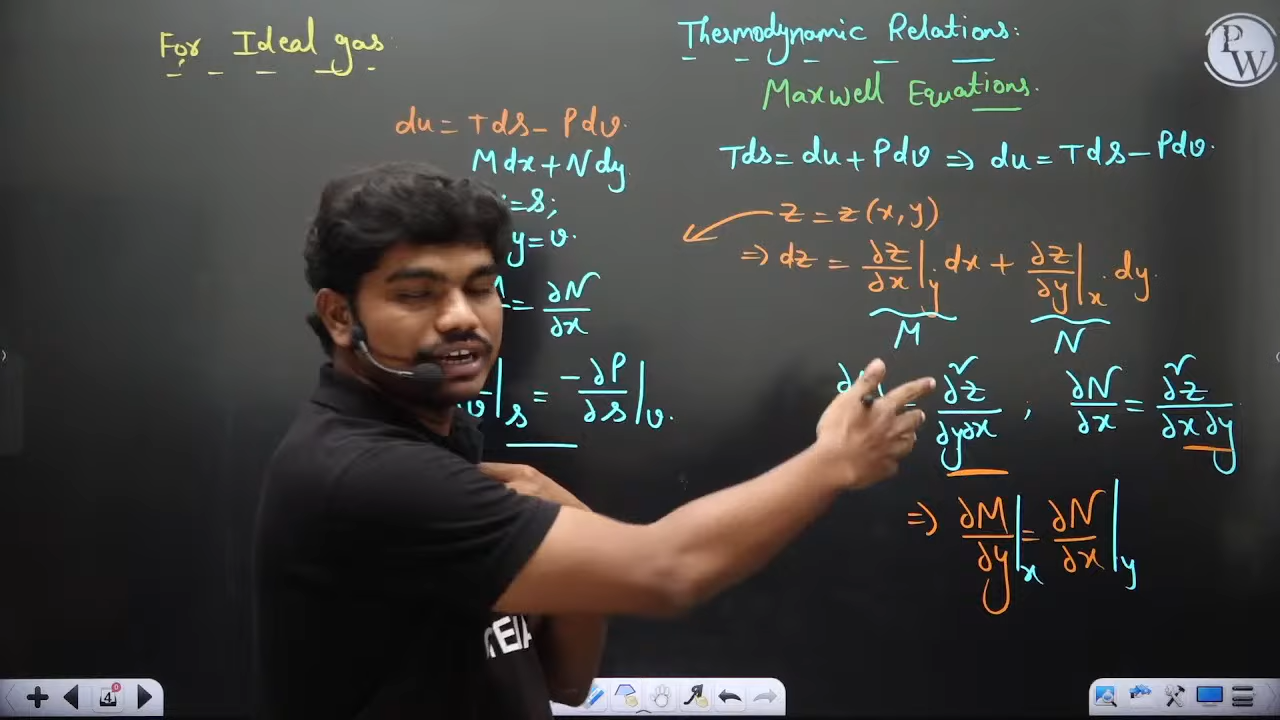 For Ideal gas
du = Tds - Pdv.
Mdx + Ndy
= s;
y = v.
= ∂N/∂x
v|s = -∂P/∂s|v.
Thermodynamic Relations:
Maxwell Equations.
Tds = du + Pdv ⇒ du = Tds - Pdv.
z = z(x, y)
⇒ dz = ∂z/∂x|y dx + ∂z/∂y|x dy.
M N
= ∂²z/∂y∂x ; ∂N/∂x = ∂²z/∂x∂y
⇒ ∂M/∂y|x = ∂N/∂x|y
PW
4